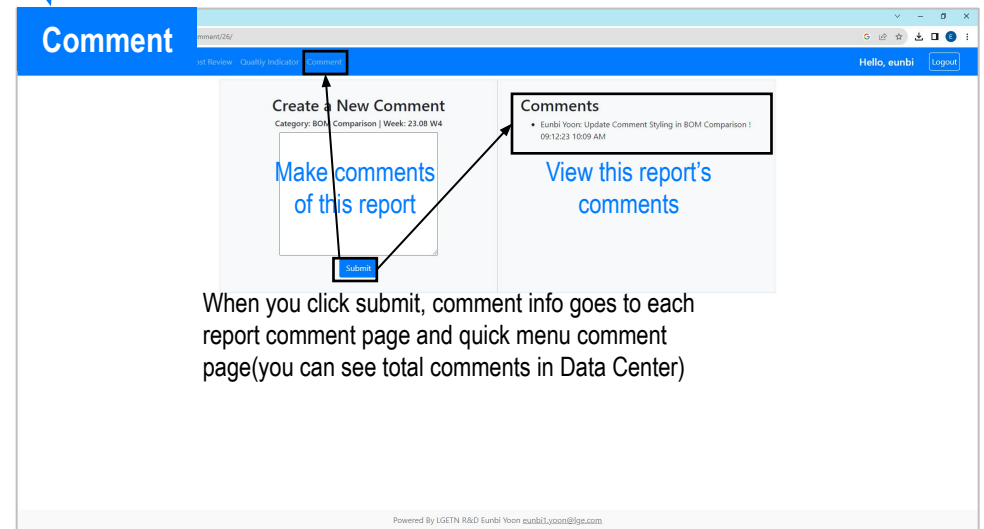 Comment
mment/26/
ost Review Qualtiy Indicator Comment
Hello, eunbi Logout
Create a New Comment
Category: BOM Comparison | Week: 23.08 W4
Make comments
of this report
Submit
Comments
Eunbi Yoon: Update Comment Styling in BOM Comparison !
09:12:23 10:09 AM
View this report's
comments
When you click submit, comment info goes to each
report comment page and quick menu comment
page(you can see total comments in Data Center)
Powered By LGETN R&D Eunbi Yoon eunbi1.yoon@lge.com